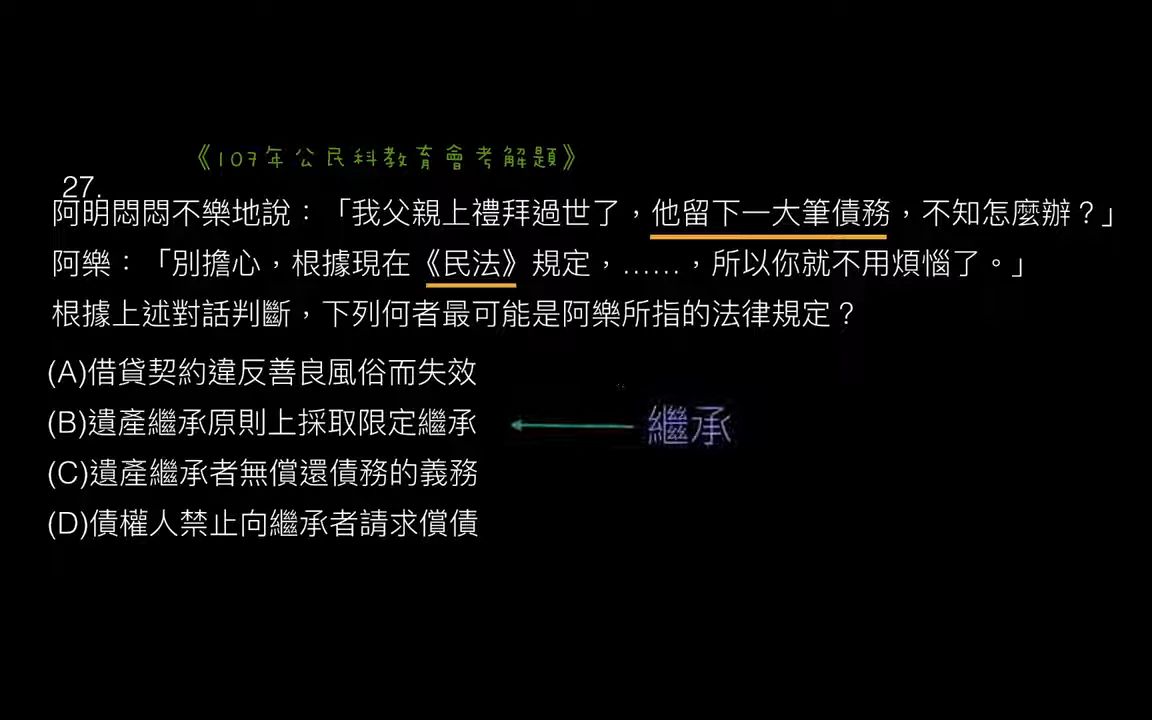 《107年公民科教育會考解題》
27.
阿明悶悶不樂地說：「我父親上禮拜過世了，他留下一大筆債務，不知怎麼辦？」
阿樂：「別擔心，根據現在《民法》規定，……，所以你就不用煩惱了。」
根據上述對話判斷，下列何者最可能是阿樂所指的法律規定？
(A)借貸契約違反善良風俗而失效
(B)遺產繼承原則上採取限定繼承
繼承
(C)遺產繼承者無償還債務的義務
(D)債權人禁止向繼承者請求償債